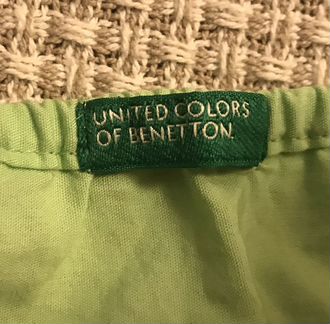 UNITED COLORS
OF BENETTON.